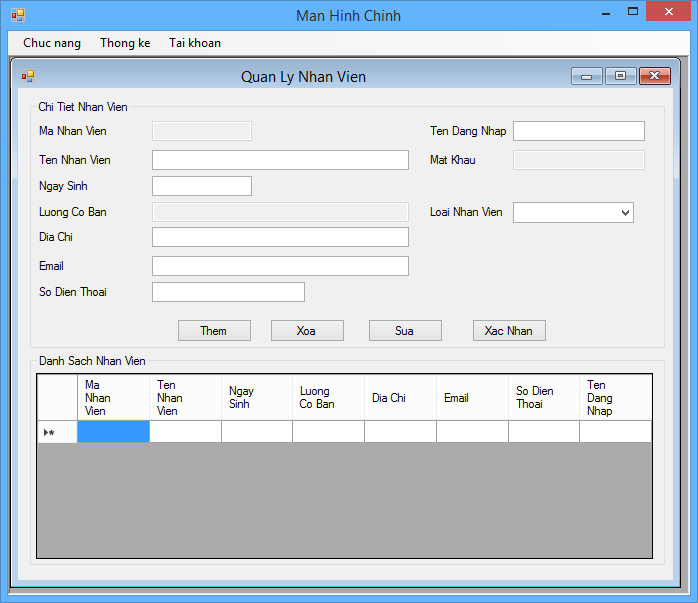 Man Hinh Chinh
Chuc nang Thong ke Tai khoan
Quan Ly Nhan Vien
Chi Tiet Nhan Vien
Ma Nhan Vien
Ten Dang Nhap
Ten Nhan Vien
Mat Khau
Ngay Sinh
Luong Co Ban
Loai Nhan Vien
Dia Chi
Email
So Dien Thoai
Them Xoa Sua Xac Nhan
Danh Sach Nhan Vien
Ma
Nhan
Vien
Ten
Nhan
Vien
Ngay
Sinh
Luong
Co Ban
Dia Chi
Email
So Dien
Thoai
Ten
Dang
Nhap